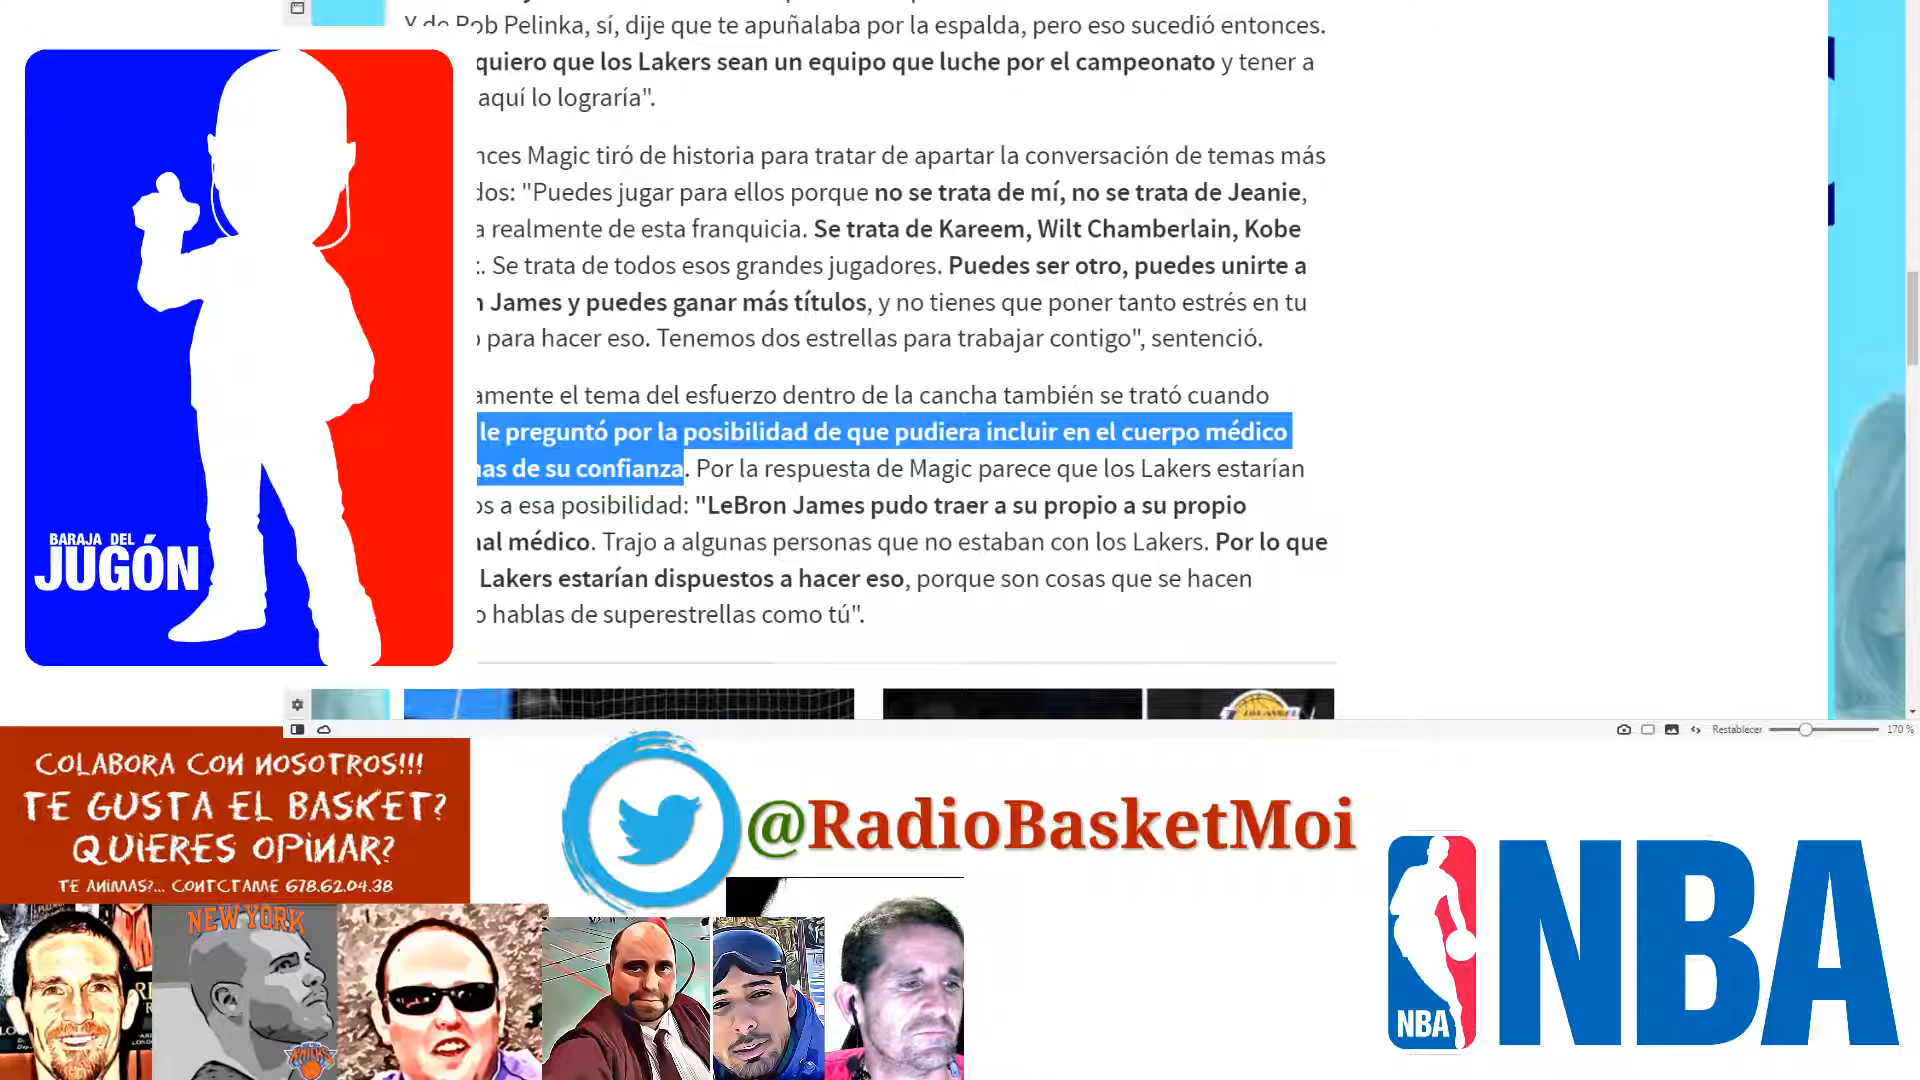 Pelinka, sí, dije que te apuñalaba por la espalda, pero eso sucedió entonces.
quiero que los Lakers sean un equipo que luche por el campeonato y tener a
aquí lo lograría".
Magic tiró de historia para tratar de apartar la conversación de temas más
"Puedes jugar para ellos porque no se trata de mí, no se trata de Jeanie,
realmente de esta franquicia. Se trata de Kareem, Wilt Chamberlain, Kobe
Se trata de todos esos grandes jugadores. Puedes ser otro, puedes unirte a
James y puedes ganar más títulos, y no tienes que poner tanto estrés en tu
para hacer eso. Tenemos dos estrellas para trabajar contigo", sentenció.
el tema del esfuerzo dentro de la cancha también se trató cuando
le preguntó por la posibilidad de que pudiera incluir en el cuerpo médico
de su confianza. Por la respuesta de Magic parece que los Lakers estarían
a esa posibilidad: "LeBron James pudo traer a su propio a su propio
médico. Trajo a algunas personas que no estaban con los Lakers. Por lo que
Lakers estarían dispuestos a hacer eso, porque son cosas que se hacen
hablas de superestrellas como tú".
BARAJA DEL
JUGÓN
Restablecer
170 %
COLABORA CON NOSOTROS!!!
TE GUSTA EL BASKET?
QUIERES OPINAR?
TE ANIMAS?... CONTCTAME 678.62.04.38
@RadioBasketMoi
NEW YORK
KNICKS
NBA
NBA